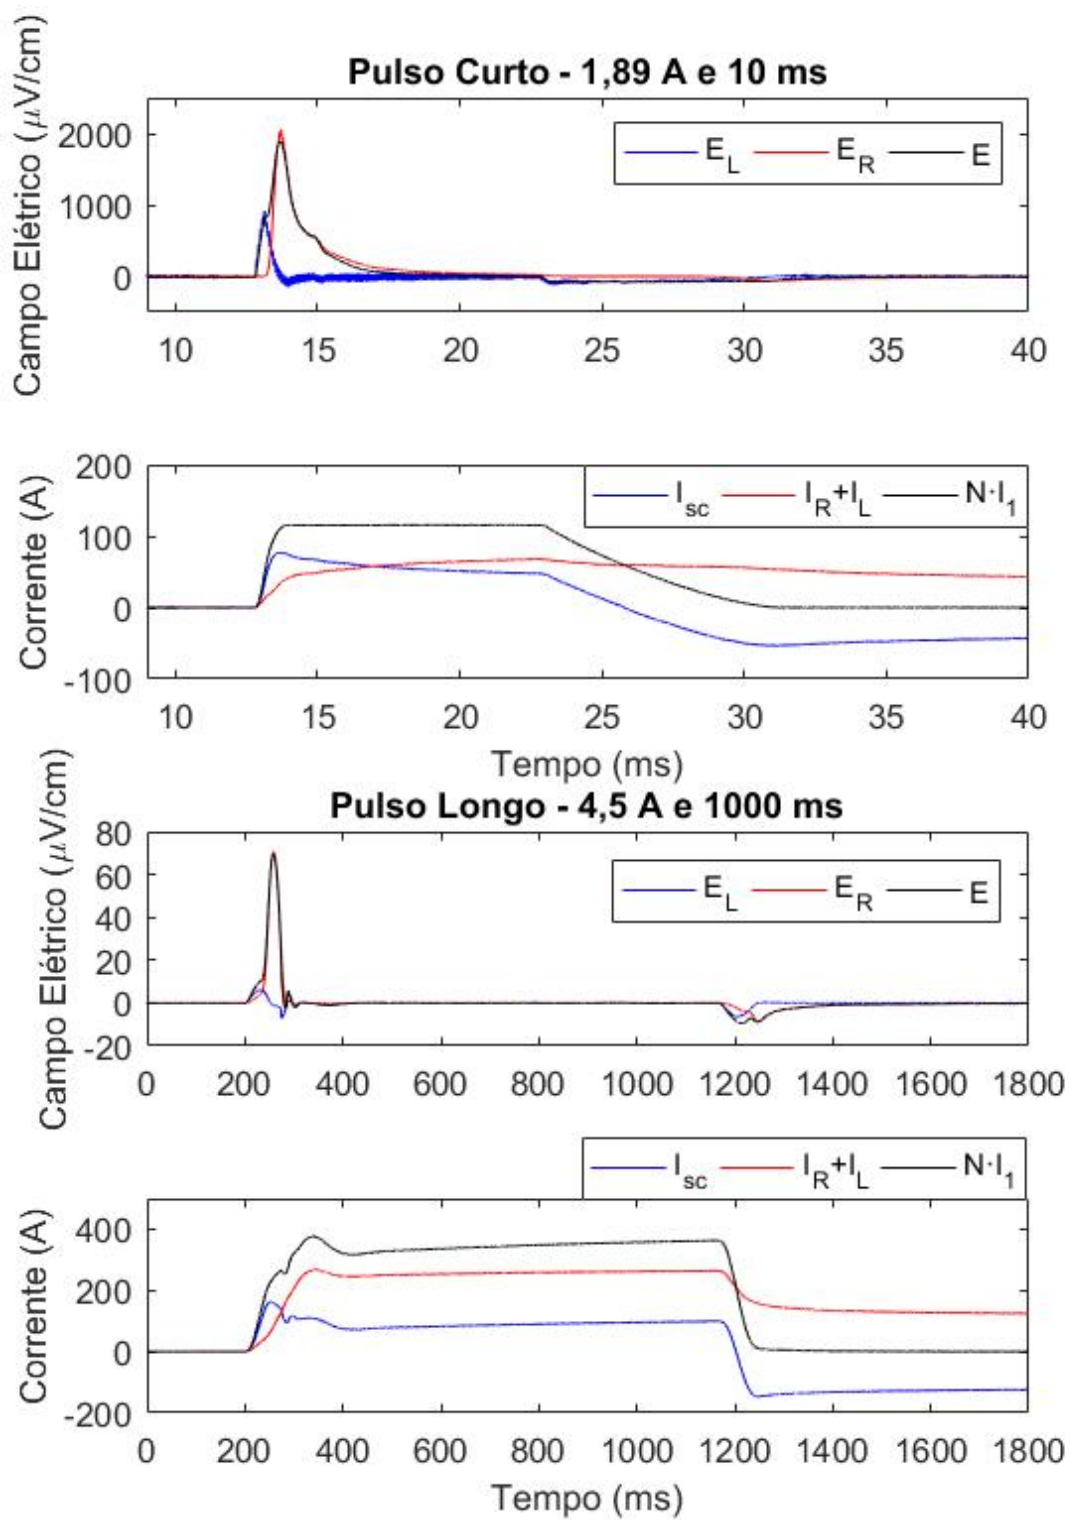 Pulso Curto - 1,89 A e 10 ms
Campo Elétrico (μV/cm)
2000
1000
0
E_L E_R E
10 15 20 25 30 35 40
Corrente (A)
200
100
0
-100
I_sc I_R+I_L N·I_1
10 15 20 25 30 35 40
Tempo (ms)
Pulso Longo - 4,5 A e 1000 ms
Campo Elétrico (μV/cm)
80
60
40
20
0
-20
E_L E_R E
0 200 400 600 800 1000 1200 1400 1600 1800
I_sc I_R+I_L N·I_1
Corrente (A)
400
200
0
-200
0 200 400 600 800 1000 1200 1400 1600 1800
Tempo (ms)